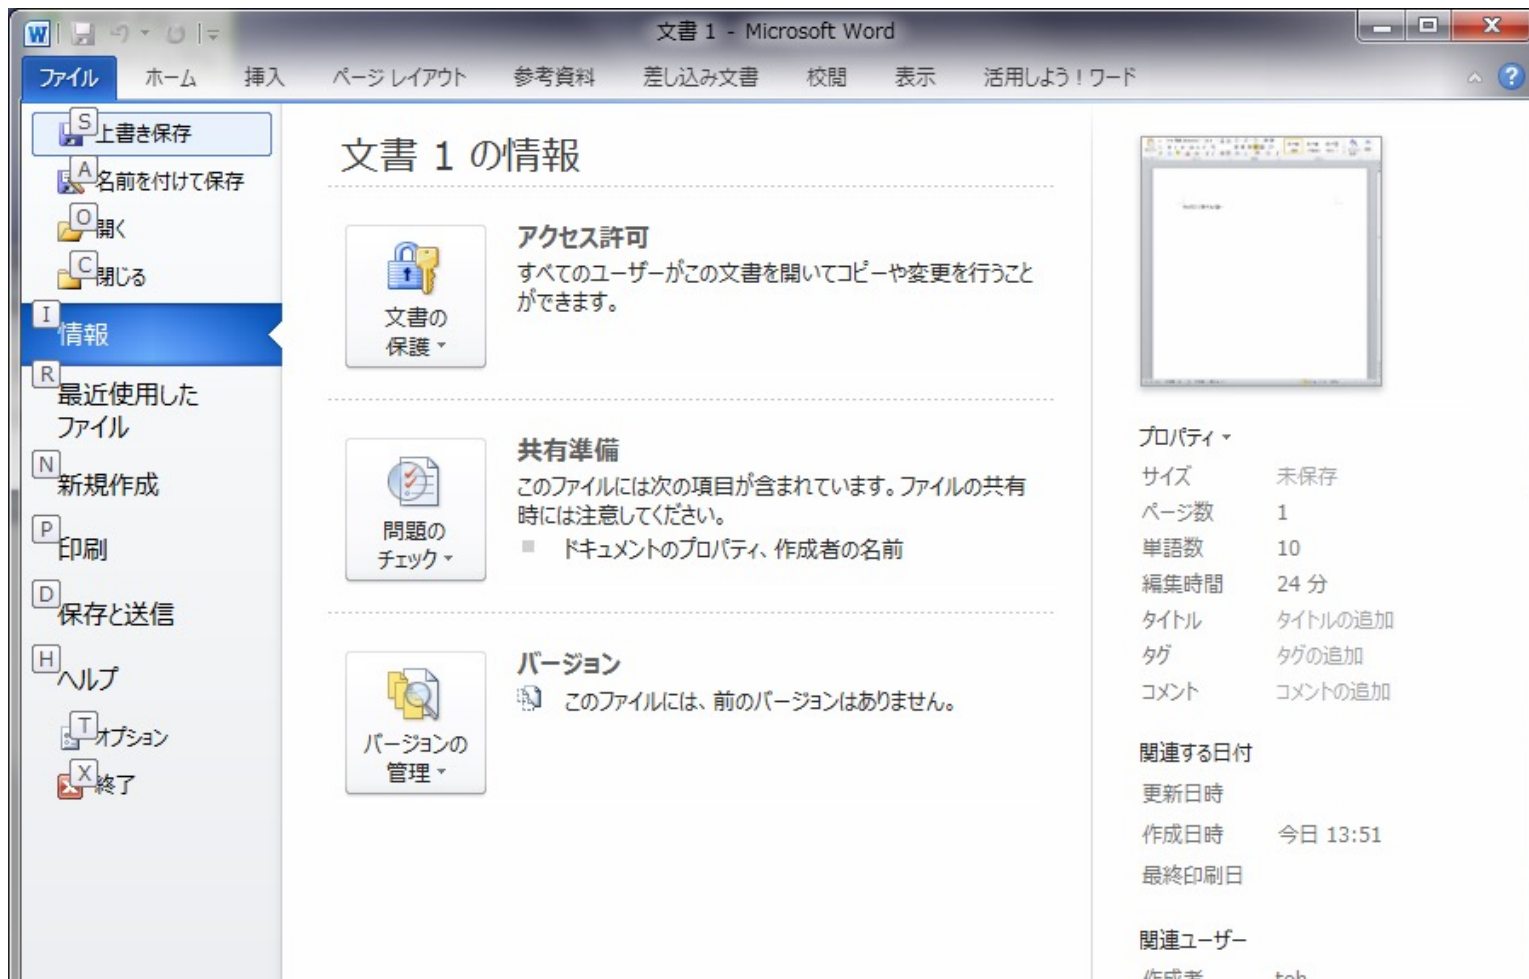 文書 1 - Microsoft Word
ファイル ホーム 挿入 ページ レイアウト 参考資料 差し込み文書 校閲 表示 活用しよう！ワード
S 上書き保存
A 名前を付けて保存
O 開く
C 閉じる
I 情報
R 最近使用した
ファイル
N 新規作成
P 印刷
D 保存と送信
H ヘルプ
T オプション
X 終了
文書 1 の情報
文書の
保護
アクセス許可
すべてのユーザーがこの文書を開いてコピーや変更を行うこと
ができます。
問題の
チェック
共有準備
このファイルには次の項目が含まれています。ファイルの共有
時には注意してください。
ドキュメントのプロパティ、作成者の名前
バージョンの
管理
バージョン
このファイルには、前のバージョンはありません。
プロパティ
サイズ 未保存
ページ数 1
単語数 10
編集時間 24 分
タイトル タイトルの追加
タグ タグの追加
コメント コメントの追加
関連する日付
更新日時
作成日時 今日 13:51
最終印刷日
関連ユーザー
作成者